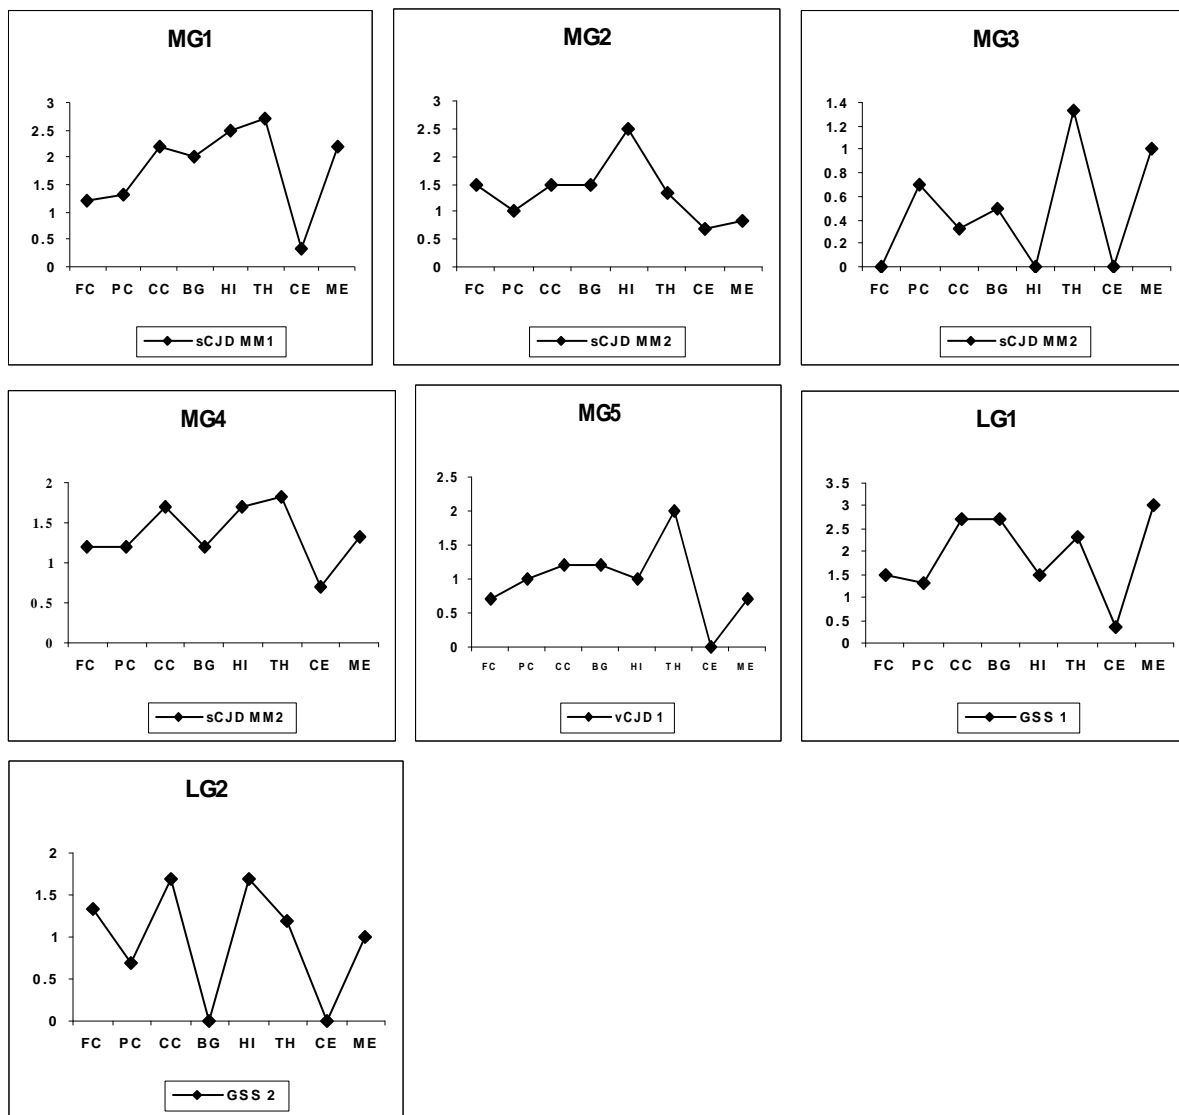 MG1
3
2.5
2
1.5
1
0.5
0
FC PC CC BG HI TH CE ME
sCJD MM1
MG2
3
2.5
2
1.5
1
0.5
0
FC PC CC BG HI TH CE ME
sCJD MM2
MG3
1.4
1.2
1
0.8
0.6
0.4
0.2
0
FC PC CC BG HI TH CE ME
sCJD MM2
MG4
2
1.5
1
0.5
0
FC PC CC BG HI TH CE ME
sCJD MM2
MG5
2.5
2
1.5
1
0.5
0
FC PC CC BG HI TH CE ME
vCJD 1
LG1
3.5
3
2.5
2
1.5
1
0.5
0
FC PC CC BG HI TH CE ME
GSS 1
LG2
2
1.5
1
0.5
0
FC PC CC BG HI TH CE ME
GSS 2